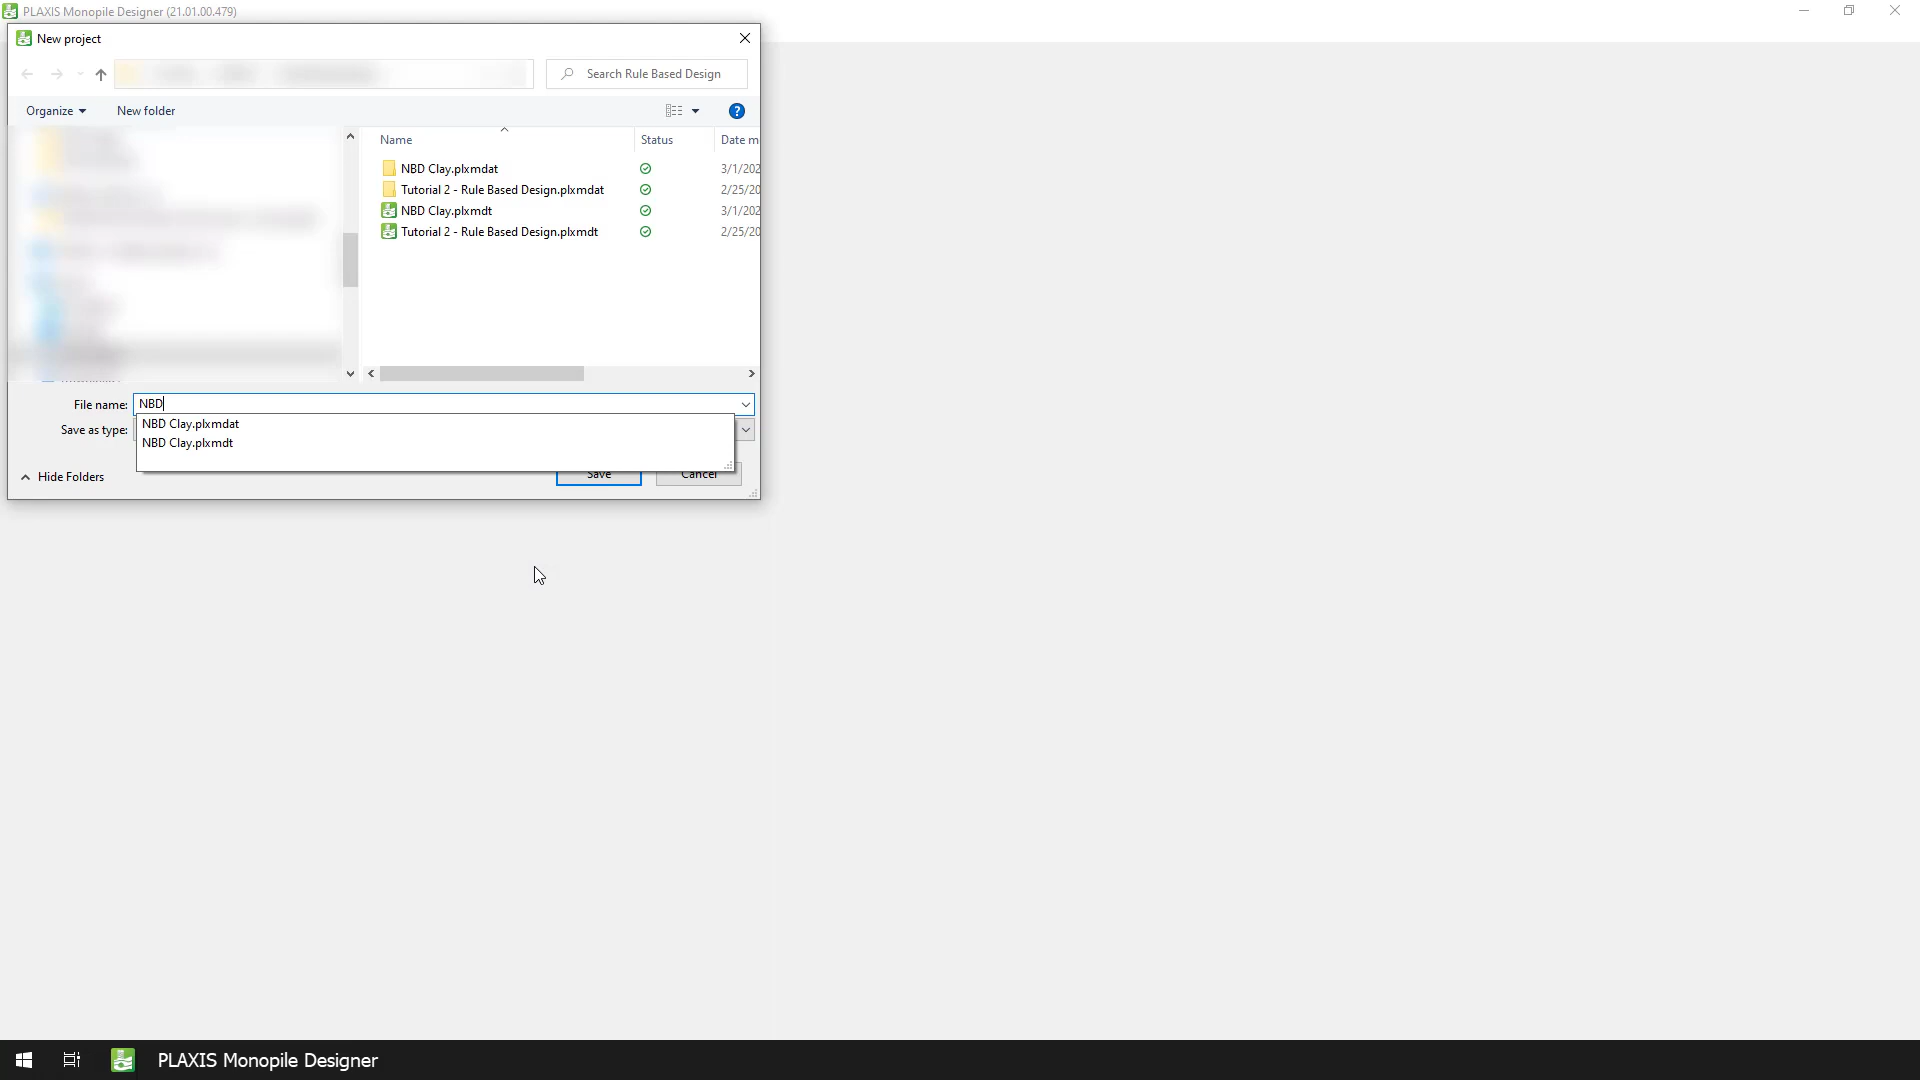 PLAXIS Monopile Designer (21.01.00.479)
New project
Search Rule Based Design
Organize
New folder
?
Name
Status
Date m
NBD Clay.plxmdat
3/1/202
Tutorial 2 - Rule Based Design.plxmdat
2/25/20
NBD Clay.plxmdt
3/1/202
Tutorial 2 - Rule Based Design.plxmdt
2/25/20
File name:
NBD
NBD Clay.plxmdat
Save as type:
NBD Clay.plxmdt
Hide Folders
Save
Cancel
PLAXIS Monopile Designer